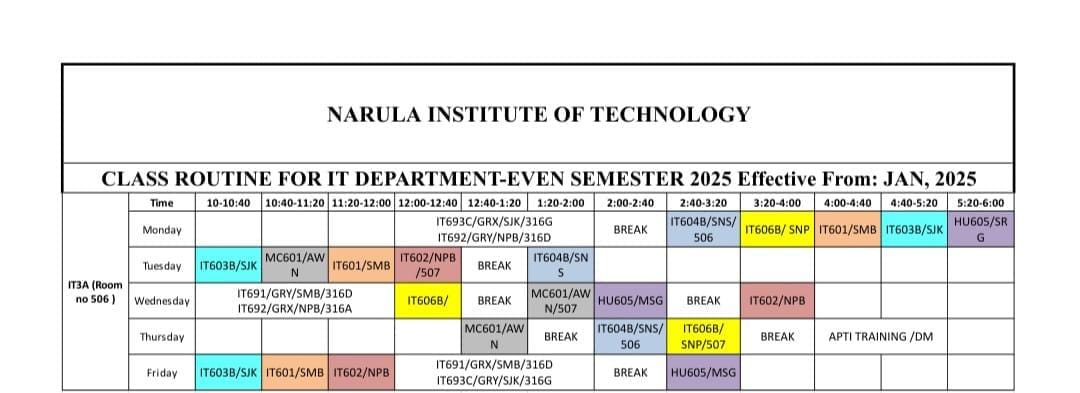 NARULA INSTITUTE OF TECHNOLOGY
CLASS ROUTINE FOR IT DEPARTMENT-EVEN SEMESTER 2025 Effective From: JAN, 2025
Time 10-10:40 10:40-11:20 11:20-12:00 12:00-12:40 12:40-1:20 1:20-2:00 2:00-2:40 2:40-3:20 3:20-4:00 4:00-4:40 4:40-5:20 5:20-6:00
IT3A (Room
no 506 )
Monday
IT693C/GRX/SJK/316G
IT692/GRY/NPB/316D
BREAK
IT604B/SNS/
506
IT606B/ SNP
IT601/SMB
IT603B/SJK
HU605/SR
G
Tuesday
IT603B/SJK
MC601/AW
N
IT601/SMB
IT602/NPB
/507
BREAK
IT604B/SN
S
Wednesday
IT691/GRY/SMB/316D
IT692/GRX/NPB/316A
IT606B/
BREAK
MC601/AW
N/507
HU605/MSG
BREAK
IT602/NPB
Thursday
MC601/AW
N
BREAK
IT604B/SNS/
506
IT606B/
SNP/507
BREAK
APTI TRAINING /DM
Friday
IT603B/SJK
IT601/SMB
IT602/NPB
IT691/GRX/SMB/316D
IT693C/GRY/SJK/316G
BREAK
HU605/MSG